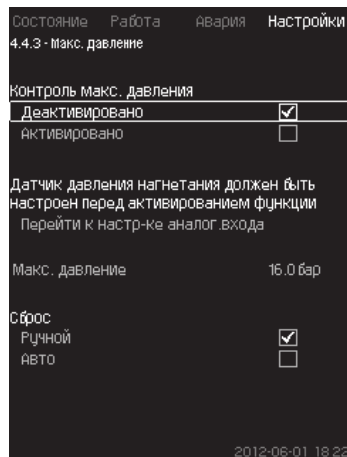 Состояние Работа Авария Настройки
4.4.3 - Макс. давление
Контроль макс. давления
Деактивировано
Активировано
Датчик давления нагнетания должен быть
настроен перед активированием функции
Перейти к настр-ке аналог.входа
Макс. давление 16.0 бар
Сброс
Ручной
Авто
2012-06-01 18:22